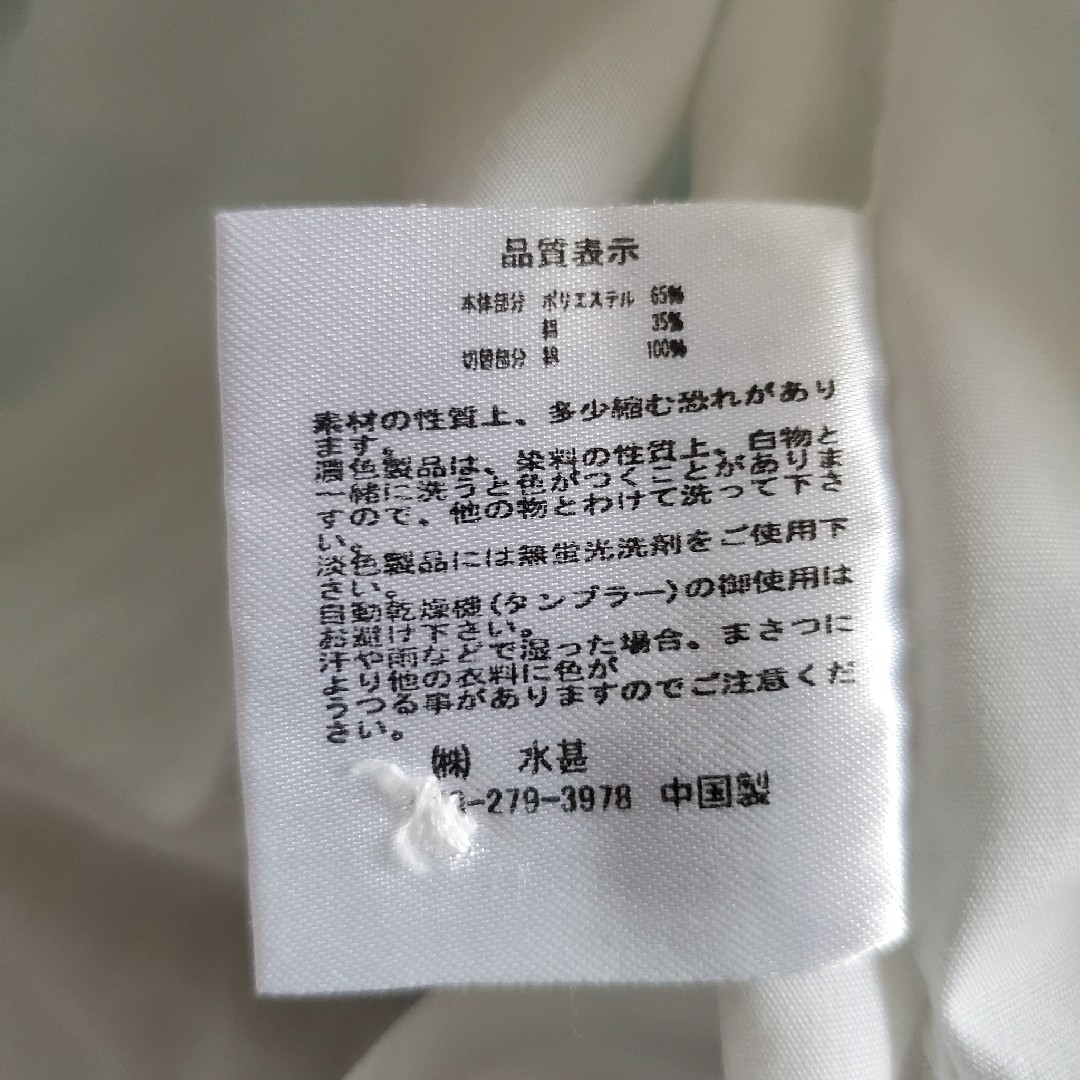 品質表示
本体部分 ポリエステル 65%
綿 35%
切替部分 綿 100%
素材の性質上、多少縮む恐れがあり
ます。
濃色製品は、染料の性質上、白物と
一緒に洗うと色がつくことがありま
すので、他の物とわけて洗って下さ
い。
淡色製品には無蛍光洗剤をご使用下
さい。
自動乾燥機(タンブラー)の御使用は
お避け下さい。
汗や雨などで湿った場合。まさつに
より他の衣料に色が
うつる事がありますのでご注意くだ
さい。
(株) 水甚
-279-3978 中国製